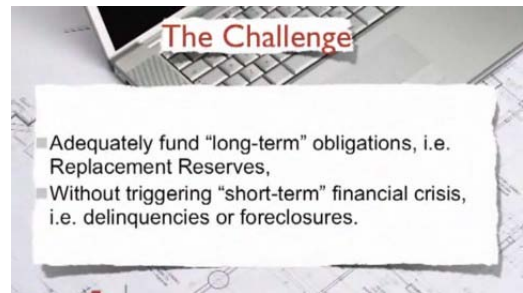 The Challenge
Adequately fund “long-term” obligations, i.e.
Replacement Reserves,
Without triggering “short-term” financial crisis,
i.e. delinquencies or foreclosures.